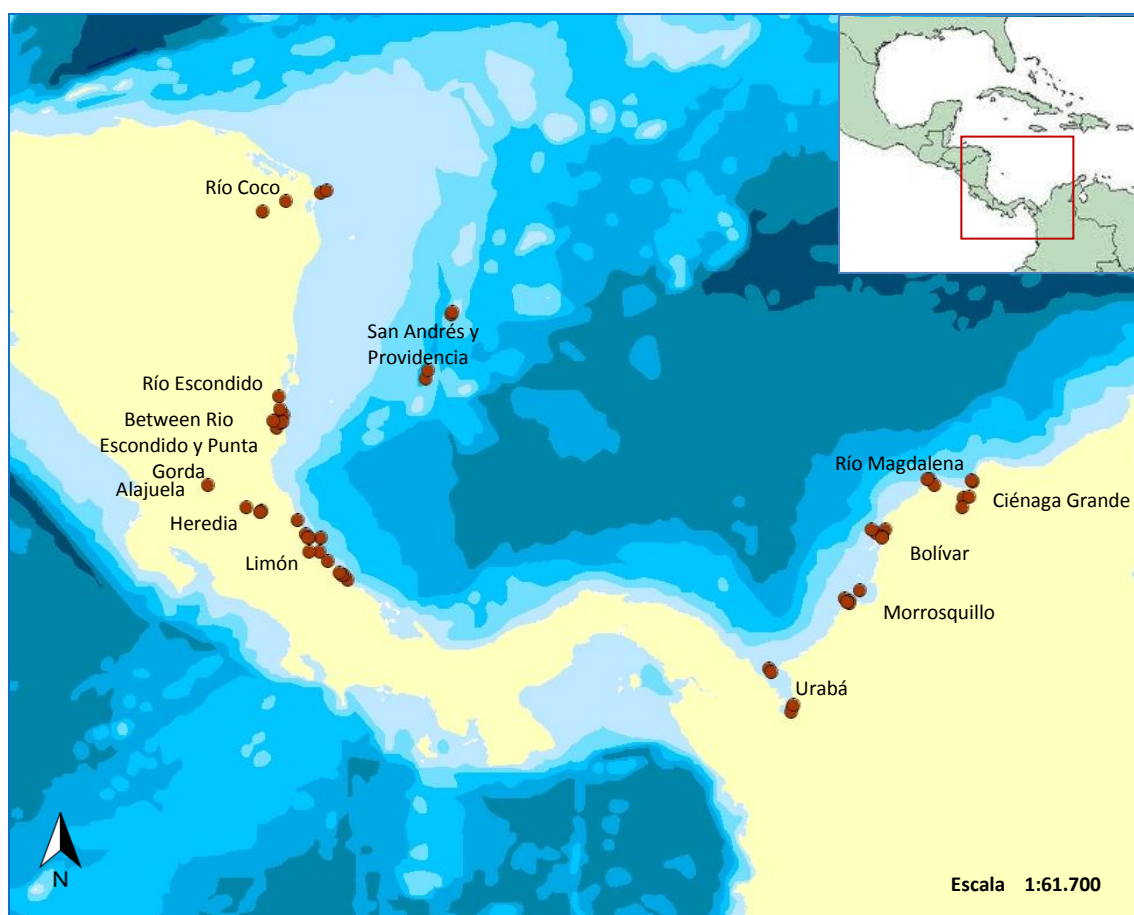 Río Coco
San Andrés y
Providencia
Río Escondido
Between Rio
Escondido y Punta
Gorda
Alajuela
Heredia
Limón
Río Magdalena
Ciénaga Grande
Bolívar
Morrosquillo
Urabá
N
Escala 1:61.700